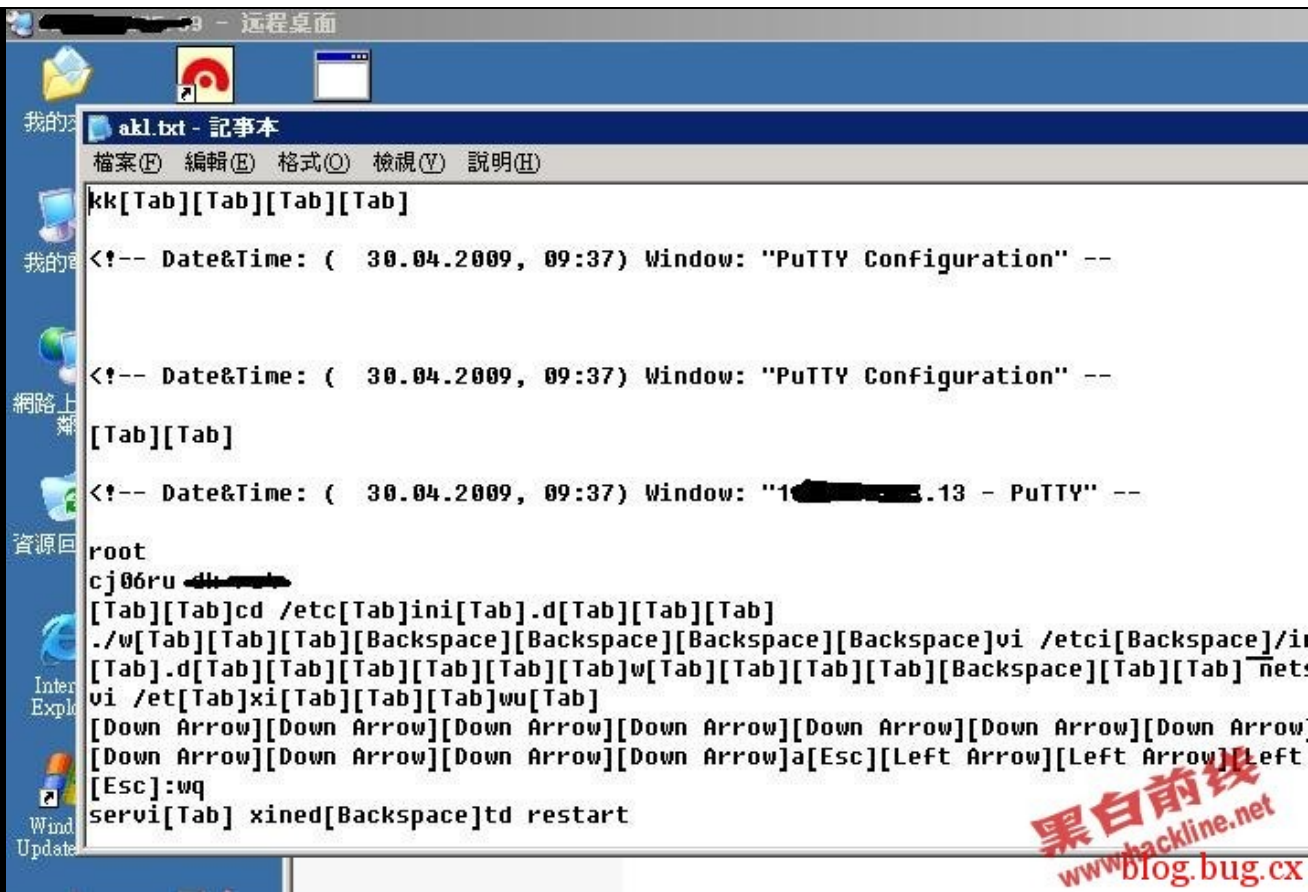 9 - 远程桌面
我的
akl.txt - 記事本
檔案(F) 編輯(E) 格式(O) 檢視(V) 說明(H)
kk[Tab][Tab][Tab][Tab]
<!-- Date&Time: (  30.04.2009, 09:37) Window: "PuTTY Configuration" --
我的電
<!-- Date&Time: (  30.04.2009, 09:37) Window: "PuTTY Configuration" --
網路上
鄰
[Tab][Tab]
<!-- Date&Time: (  30.04.2009, 09:37) Window: "1 .13 - PuTTY" --
資源回
root
cj06ru
[Tab][Tab]cd /etc[Tab]ini[Tab].d[Tab][Tab][Tab]
./w[Tab][Tab][Tab][Backspace][Backspace][Backspace][Backspace]vi /etci[Backspace]/in
[Tab].d[Tab][Tab][Tab][Tab][Tab][Tab]w[Tab][Tab][Tab][Tab][Backspace][Tab][Tab] nets
Inter
Explo
vi /et[Tab]xi[Tab][Tab][Tab]wu[Tab]
[Down Arrow][Down Arrow][Down Arrow][Down Arrow][Down Arrow][Down Arrow][Down Arrow]
[Down Arrow][Down Arrow][Down Arrow][Down Arrow]a[Esc][Left Arrow][Left Arrow][Left
[Esc]:wq
servi[Tab] xined[Backspace]td restart
Wind
Update
黑白前线
www.hackline.net
blog.bug.cx